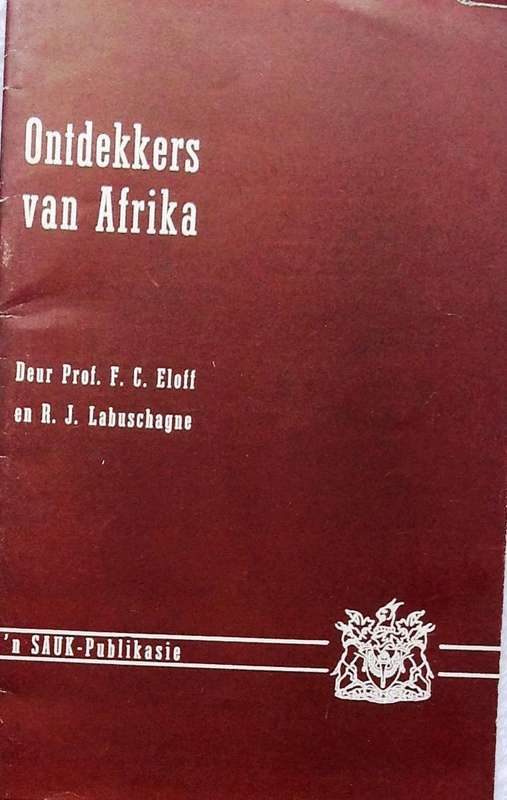 Ontdekkers
van Afrika
Deur Prof. F. C. Eloff
en R. J. Labuschagne
'n SAUK-Publikasie